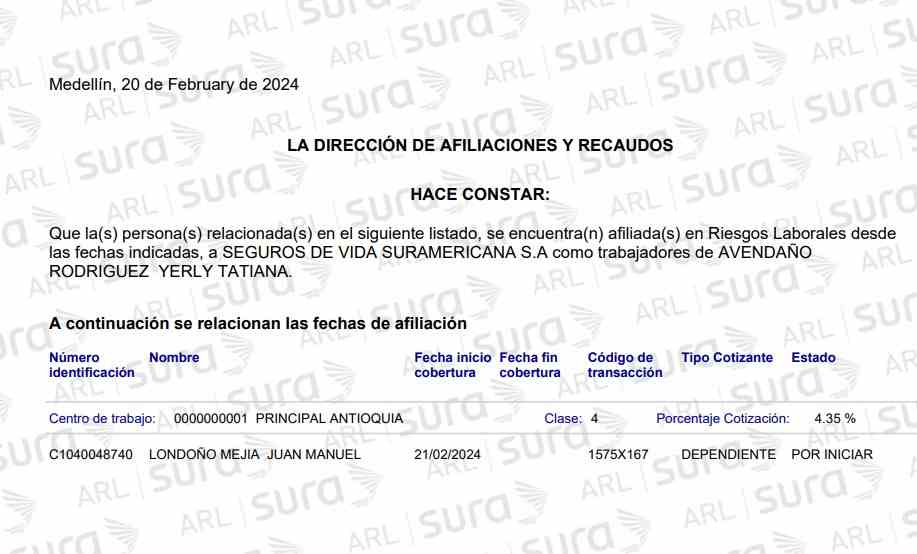 Medellín, 20 de February de 2024
LA DIRECCIÓN DE AFILIACIONES Y RECAUDOS
HACE CONSTAR:
Que la(s) persona(s) relacionada(s) en el siguiente listado, se encuentra(n) afiliada(s) en Riesgos Laborales desde
las fechas indicadas, a SEGUROS DE VIDA SURAMERICANA S.A como trabajadores de AVENDAÑO
RODRIGUEZ  YERLY TATIANA.
A continuación se relacionan las fechas de afiliación
Número identificación Nombre Fecha inicio cobertura Fecha fin cobertura Código de transacción Tipo Cotizante Estado
Centro de trabajo: 0000000001 PRINCIPAL ANTIOQUIA Clase: 4 Porcentaje Cotización: 4.35 %
C1040048740 LONDOÑO MEJIA  JUAN MANUEL 21/02/2024 1575X167 DEPENDIENTE POR INICIAR
ARL sura